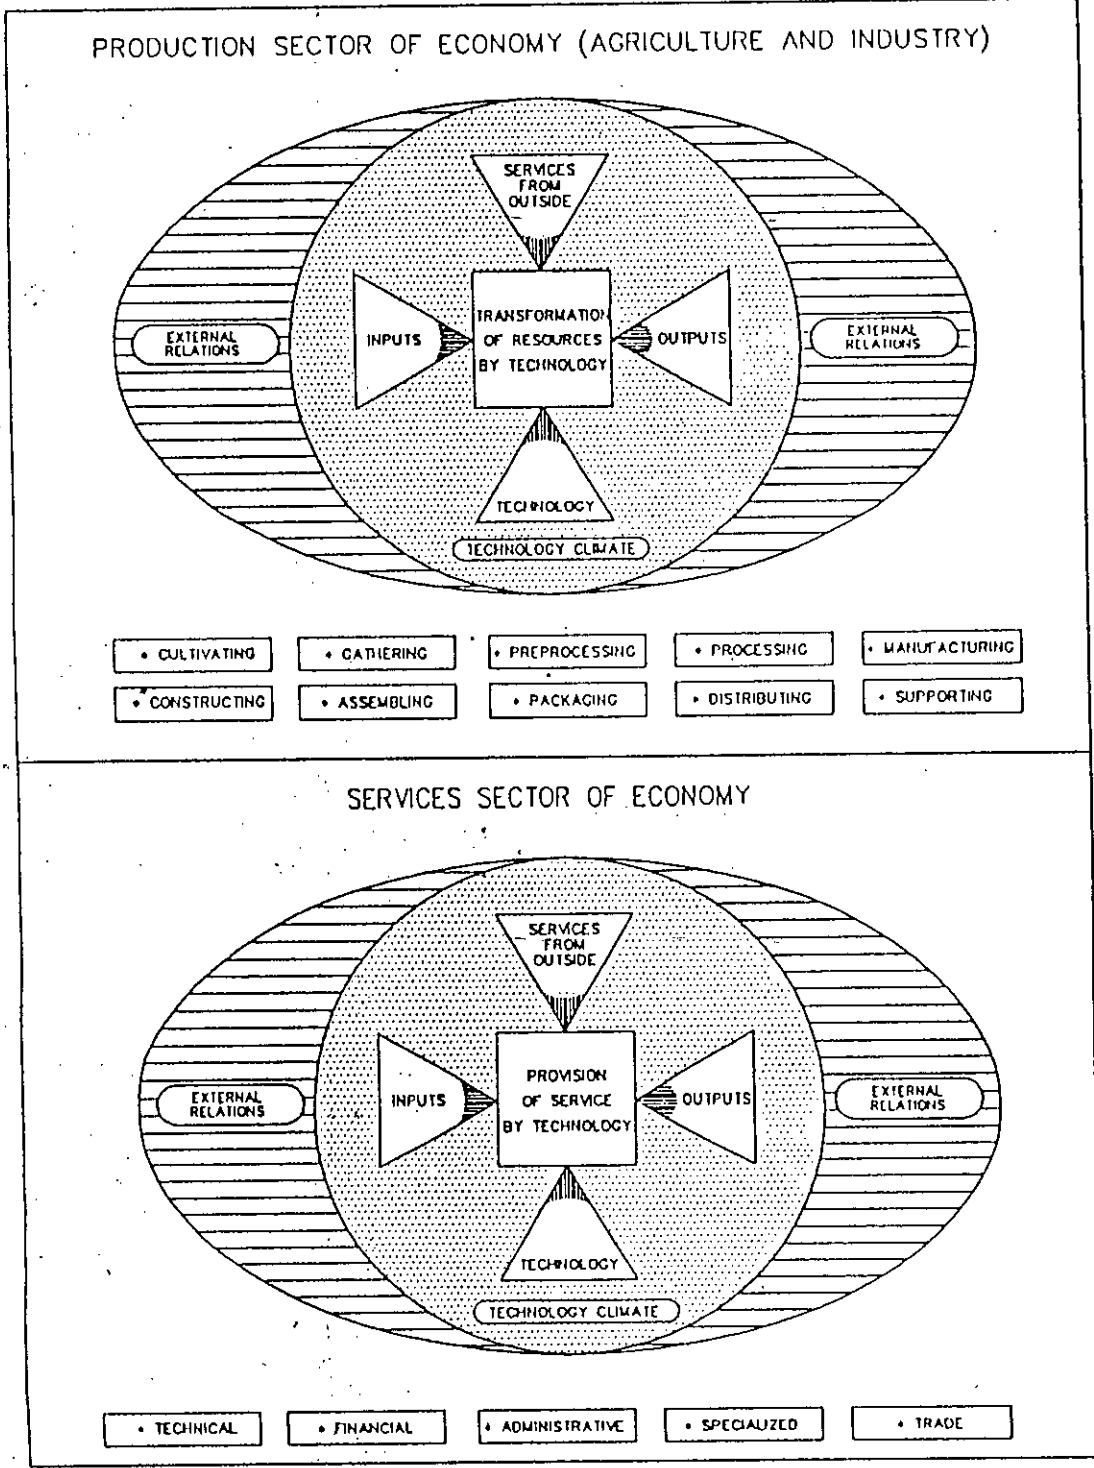 PRODUCTION SECTOR OF ECONOMY (AGRICULTURE AND INDUSTRY)
SERVICES
FROM
OUTSIDE
EXTERNAL
RELATIONS
INPUTS
TRANSFORMATION
OF RESOURCES
BY TECHNOLOGY
OUTPUTS
EXTERNAL
RELATIONS
TECHNOLOGY
TECHNOLOGY CLIMATE
• CULTIVATING
• GATHERING
• PREPROCESSING
• PROCESSING
• MANUFACTURING
• CONSTRUCTING
• ASSEMBLING
• PACKAGING
• DISTRIBUTING
• SUPPORTING
SERVICES SECTOR OF ECONOMY
SERVICES
FROM
OUTSIDE
EXTERNAL
RELATIONS
INPUTS
PROVISION
OF SERVICE
BY TECHNOLOGY
OUTPUTS
EXTERNAL
RELATIONS
TECHNOLOGY
TECHNOLOGY CLIMATE
• TECHNICAL
• FINANCIAL
• ADMINISTRATIVE
• SPECIALIZED
• TRADE